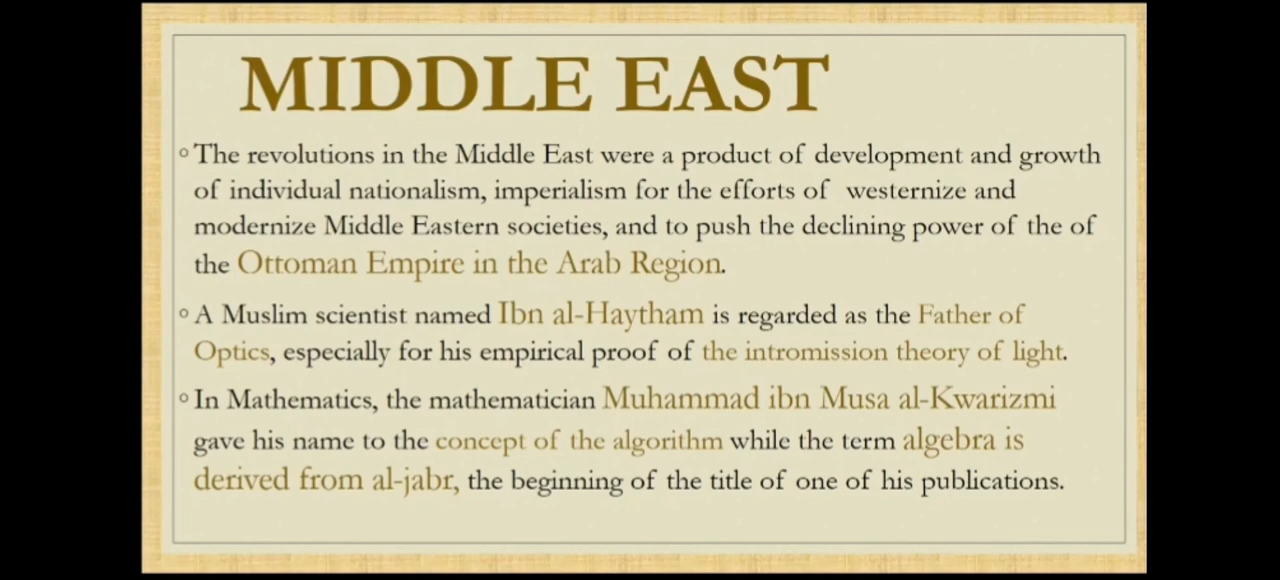 MIDDLE EAST
◦ The revolutions in the Middle East were a product of development and growth
of individual nationalism, imperialism for the efforts of westernize and
modernize Middle Eastern societies, and to push the declining power of the of
the Ottoman Empire in the Arab Region.
◦ A Muslim scientist named Ibn al-Haytham is regarded as the Father of
Optics, especially for his empirical proof of the intromission theory of light.
◦ In Mathematics, the mathematician Muhammad ibn Musa al-Kwarizmi
gave his name to the concept of the algorithm while the term algebra is
derived from al-jabr, the beginning of the title of one of his publications.